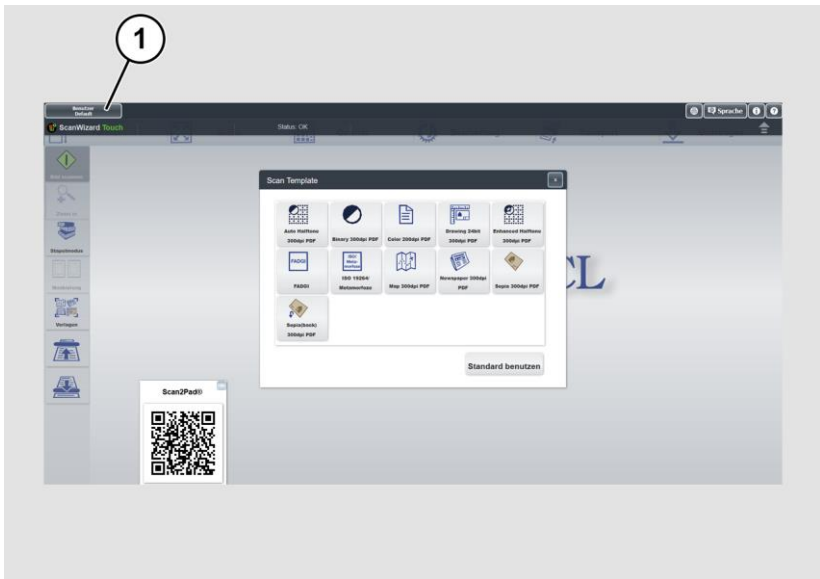 1
Benutzer
Default
Sprache
ScanWizard Touch
Status: OK
Scan Template
Auto Halftone
300dpi PDF
Binary 300dpi PDF
Color 300dpi PDF
Drawing 24bit
300dpi PDF
Enhanced Halftone
300dpi PDF
FADGI
FADGI
ISO 19264/
Metamorfoze
Map 300dpi PDF
Newspaper 300dpi
PDF
Sepia 300dpi PDF
Sepia(book)
300dpi PDF
Standard benutzen
Vorlagen
CL
Scan2Pad®